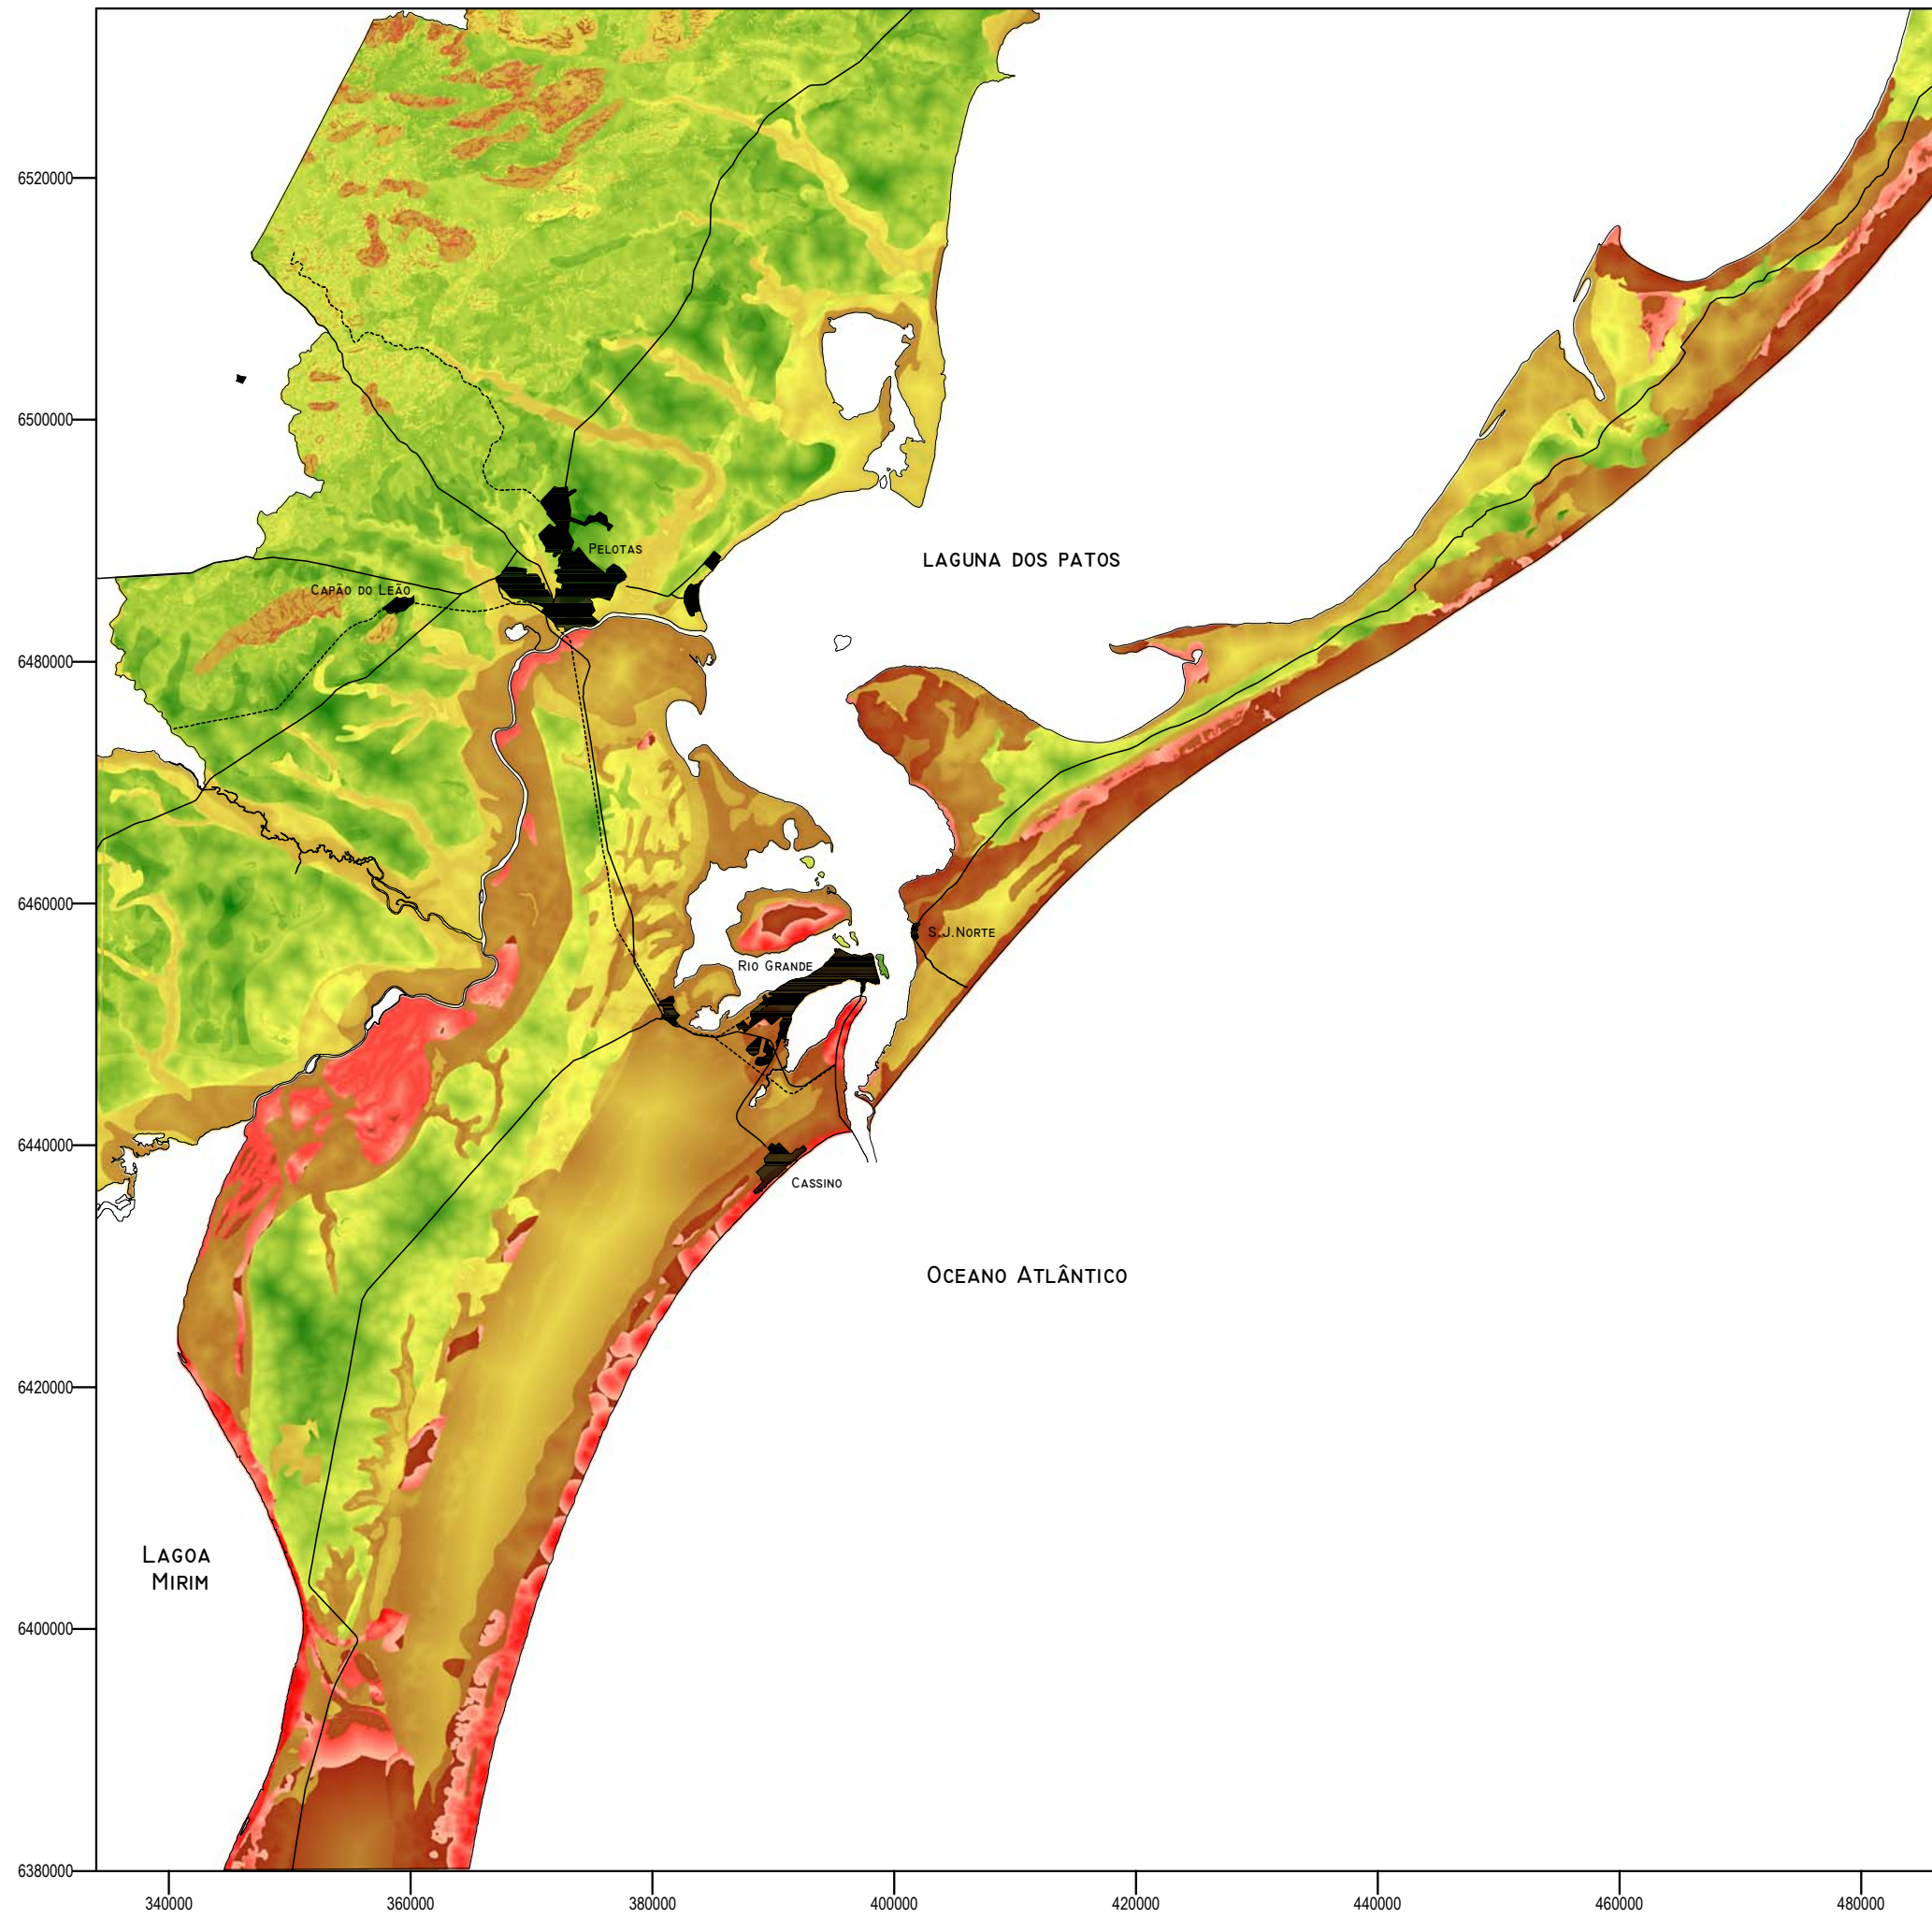 6520000
6500000
PELOTAS
LAGUNA DOS PATOS
CAPÃO DO LEÃO
6480000
6460000
S.J.NORTE
RIO GRANDE
6440000
CASSINO
OCEANO ATLÂNTICO
6420000
LAGOA
MIRIM
6400000
6380000
340000
360000
380000
400000
420000
440000
460000
480000